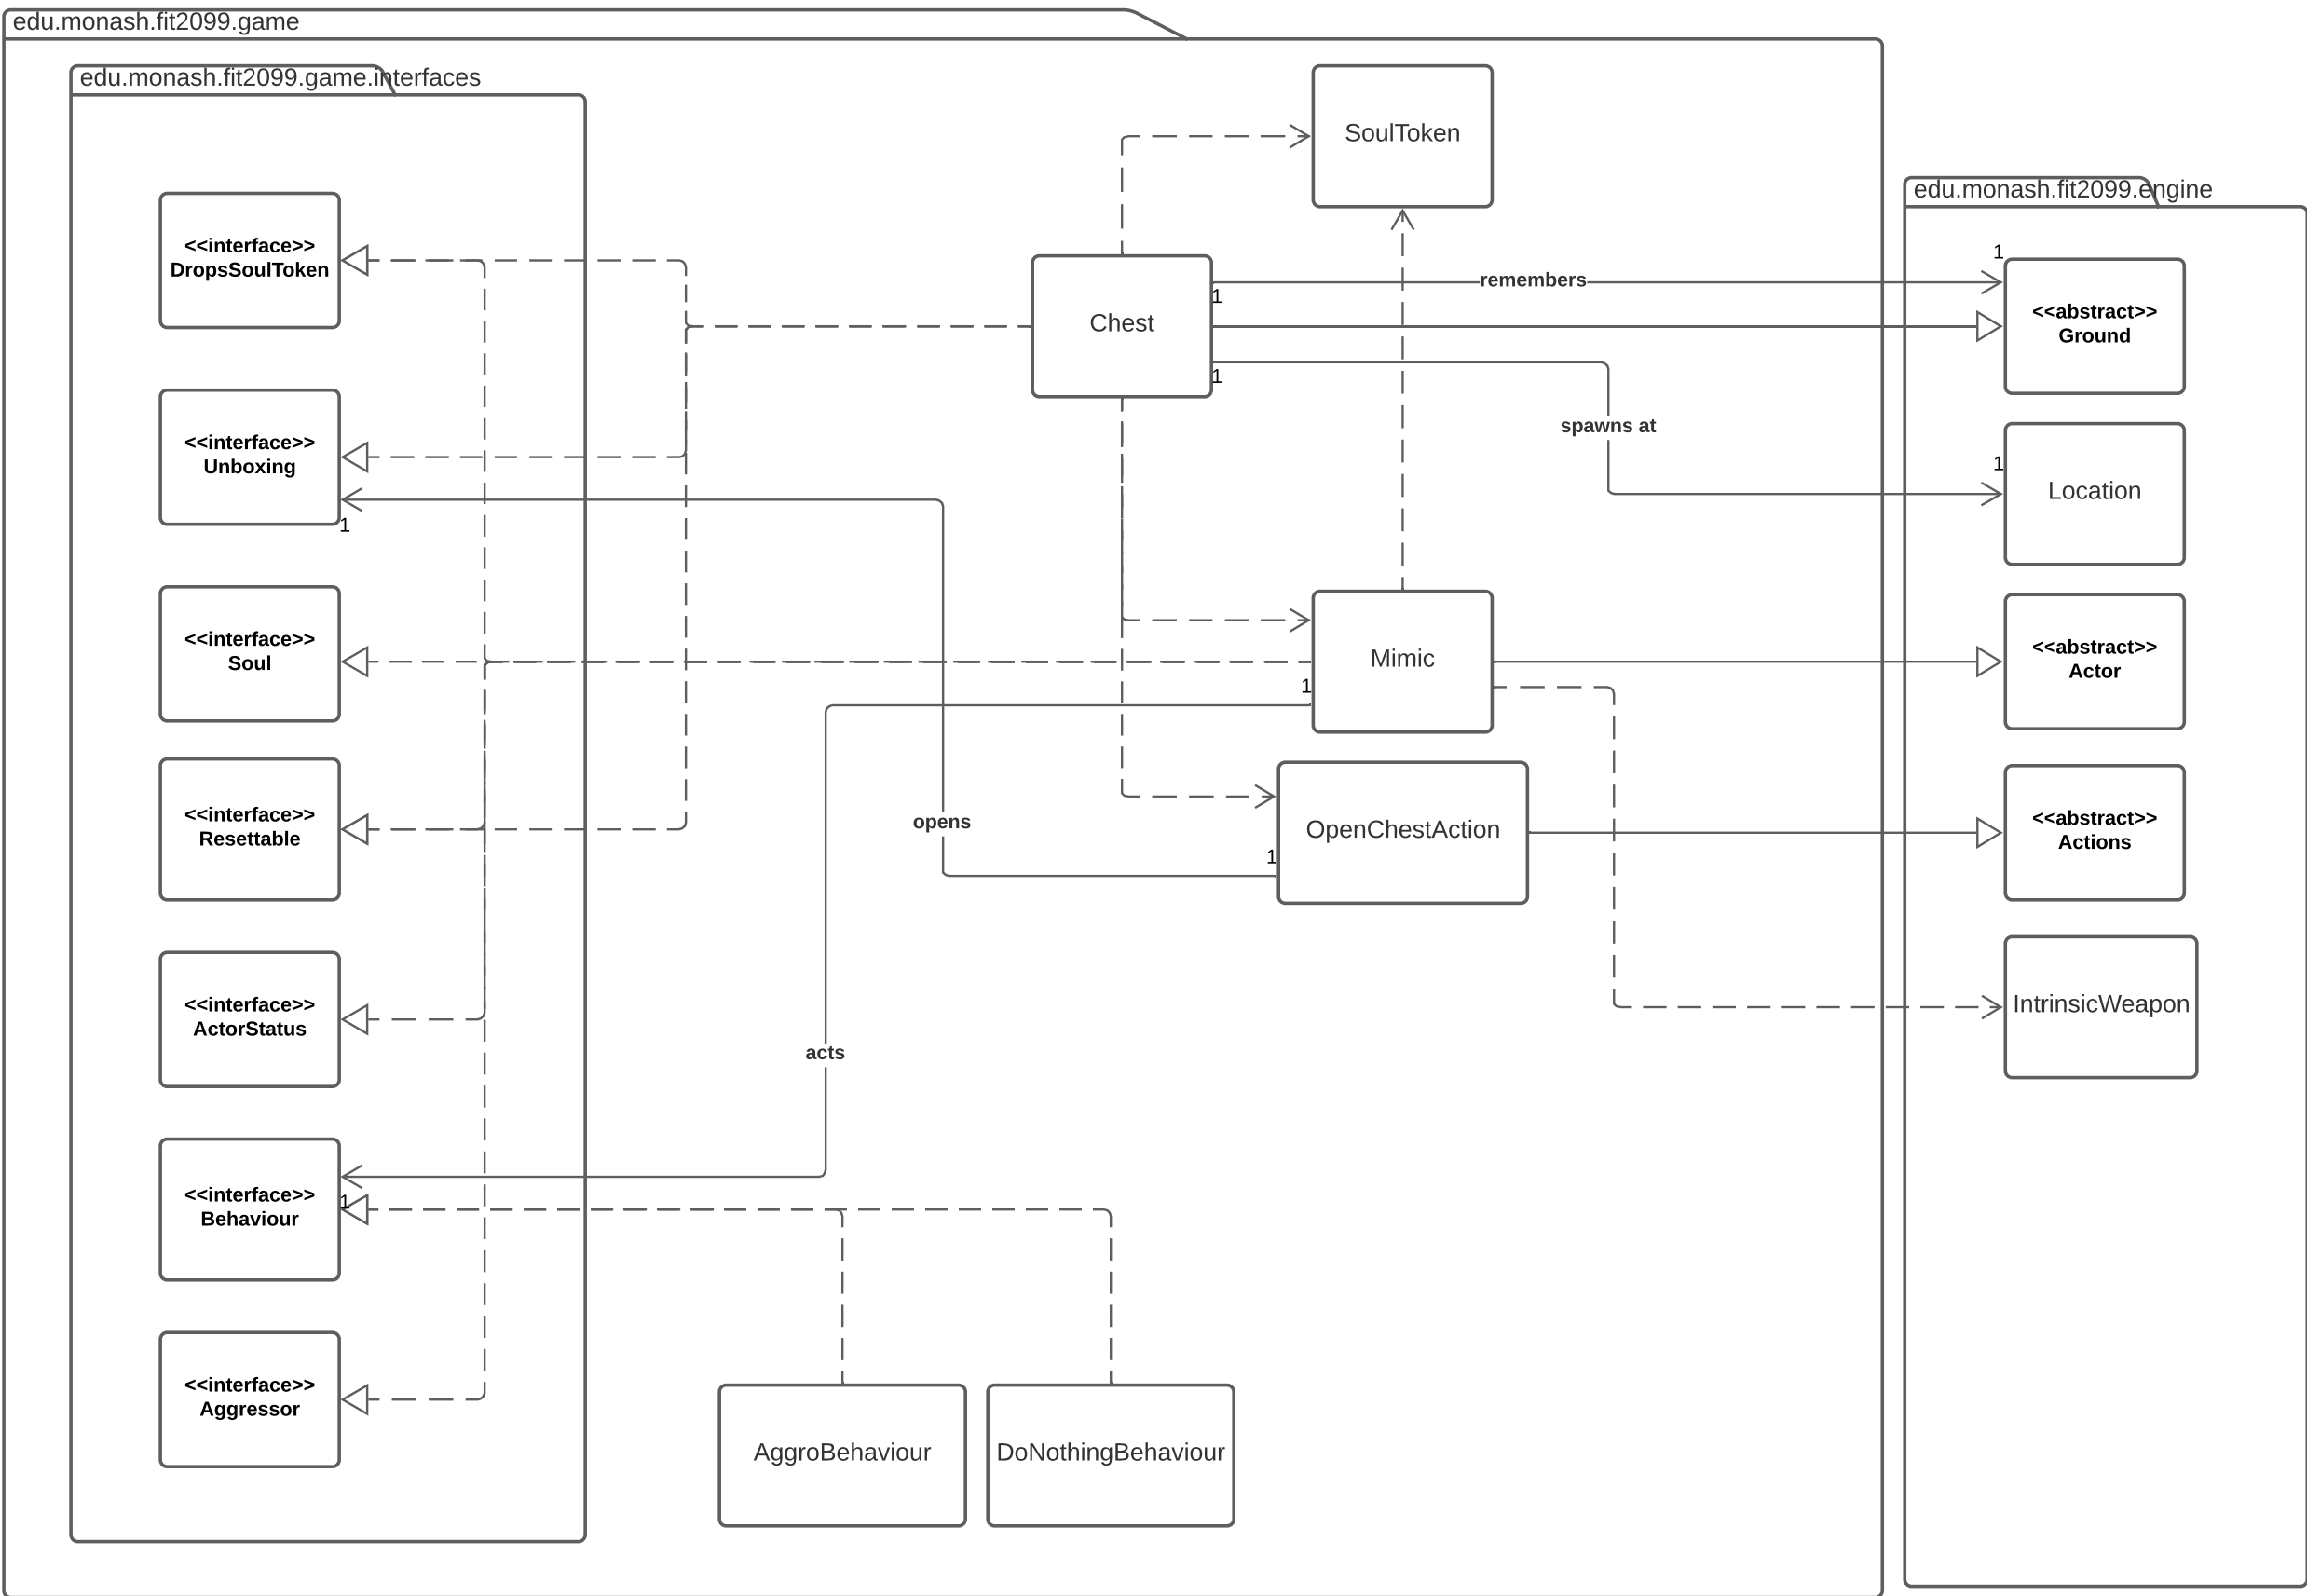 edu.monash.fit2099.game
edu.monash.fit2099.game.interfaces
SoulToken
edu.monash.fit2099.engine
<<interface>>
DropsSoulToken
1
remembers
1
Chest
<<abstract>>
Ground
1
spawns at
<<interface>>
Unboxing
1
1
Location
<<interface>>
Soul
Mimic
1
<<abstract>>
Actor
<<interface>>
Resettable
opens
1
OpenChestAction
<<abstract>>
Actions
<<interface>>
ActorStatus
IntrinsicWeapon
acts
<<interface>>
Behaviour
1
<<interface>>
Aggressor
AggroBehaviour
DoNothingBehaviour